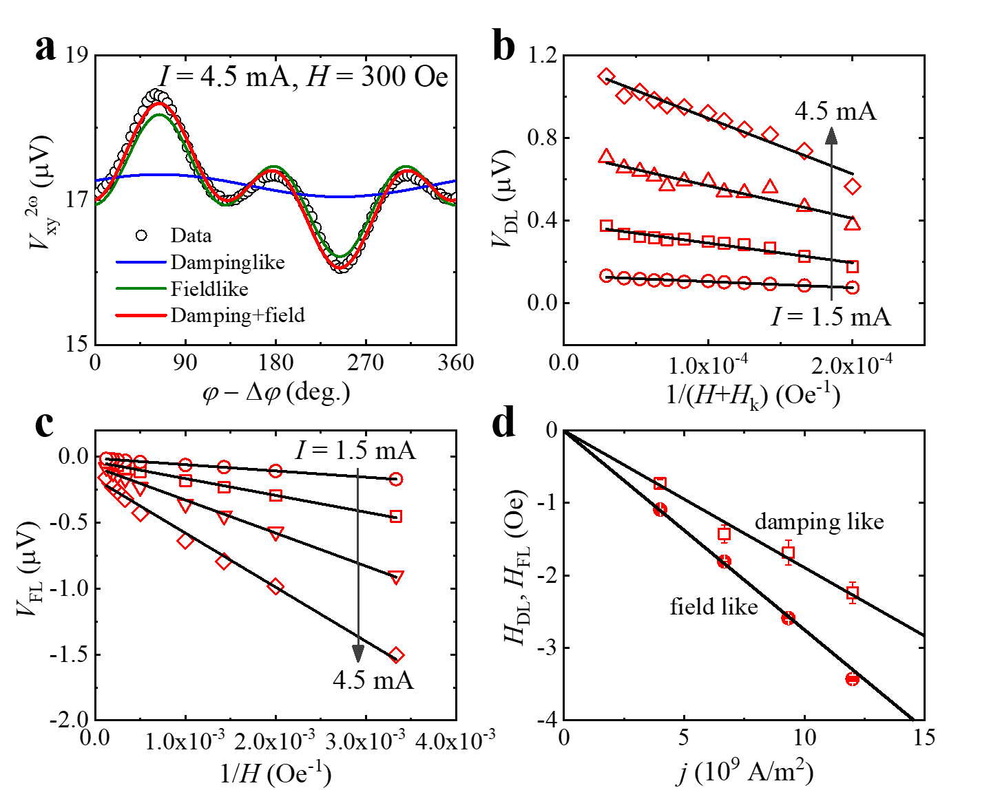 a
19
18
17
16
15
I = 4.5 mA, H = 300 Oe
Data
Dampinglike
Fieldlike
Damping+field
V_xy^2ω (μV)
0 90 180 270 360
φ − Δφ (deg.)
b
1.2
0.8
0.4
0.0
4.5 mA
I = 1.5 mA
V_DL (μV)
0.0 1.0x10^-4 2.0x10^-4
1/(H+H_k) (Oe^-1)
c
0.0
-0.5
-1.0
-1.5
-2.0
I = 1.5 mA
4.5 mA
V_FL (μV)
0.0 1.0x10^-3 2.0x10^-3 3.0x10^-3 4.0x10^-3
1/H (Oe^-1)
d
0
-1
-2
-3
-4
damping like
field like
H_DL, H_FL (Oe)
0 5 10 15
j (10^9 A/m^2)